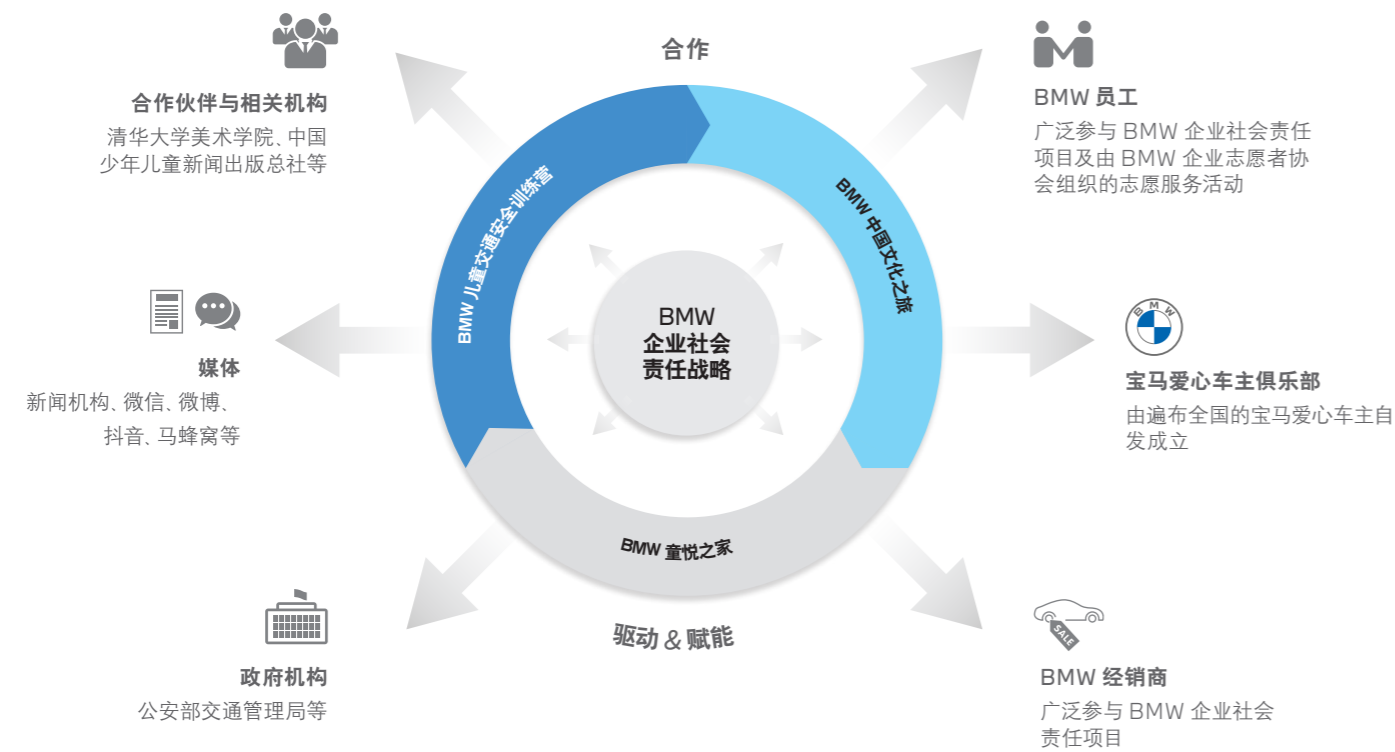 合作
合作伙伴与相关机构
清华大学美术学院、中国
少年儿童新闻出版总社等
BMW 员工
广泛参与 BMW 企业社会责任
项目及由 BMW 企业志愿者协
会组织的志愿服务活动
BMW 儿童交通安全训练营
BMW 中国文化之旅
BMW
企业社会
责任战略
媒体
新闻机构、微信、微博、
抖音、马蜂窝等
BMW
宝马爱心车主俱乐部
由遍布全国的宝马爱心车主自
发成立
BMW 童悦之家
驱动 & 赋能
政府机构
公安部交通管理局等
SALE
BMW 经销商
广泛参与 BMW 企业社会
责任项目